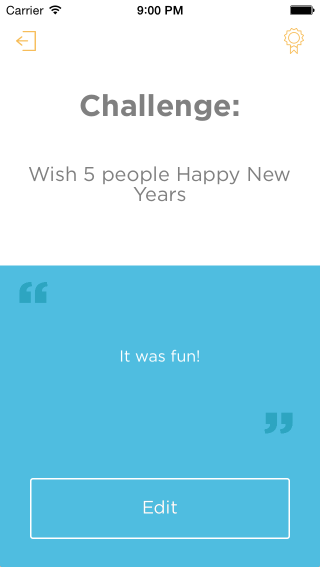 Carrier 9:00 PM
Challenge:
Wish 5 people Happy New
Years
“
It was fun!
”
Edit